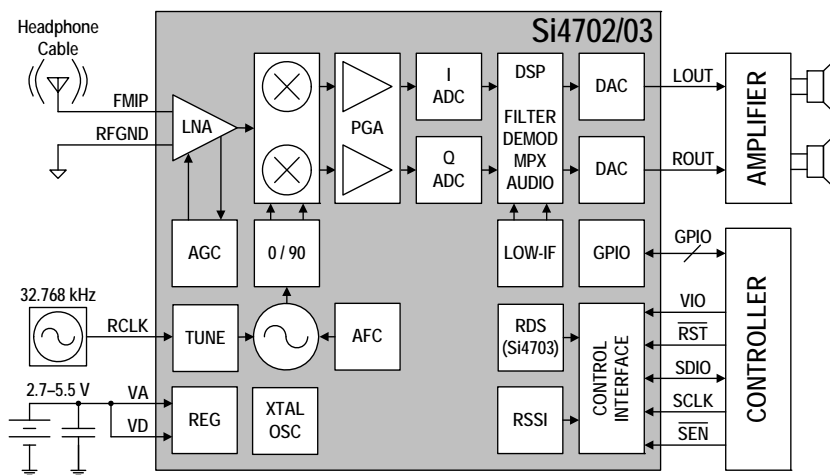 Headphone
Cable
Si4702/03
FMIP
RFGND
LNA
PGA
I
ADC
Q
ADC
DSP
FILTER
DEMOD
MPX
AUDIO
DAC
DAC
LOUT
ROUT
AMPLIFIER
AGC
0 / 90
LOW-IF
GPIO
GPIO
CONTROLLER
32.768 kHz
RCLK
TUNE
AFC
RDS
(Si4703)
CONTROL
INTERFACE
VIO
RST
SDIO
SCLK
SEN
2.7–5.5 V
VA
VD
REG
XTAL
OSC
RSSI